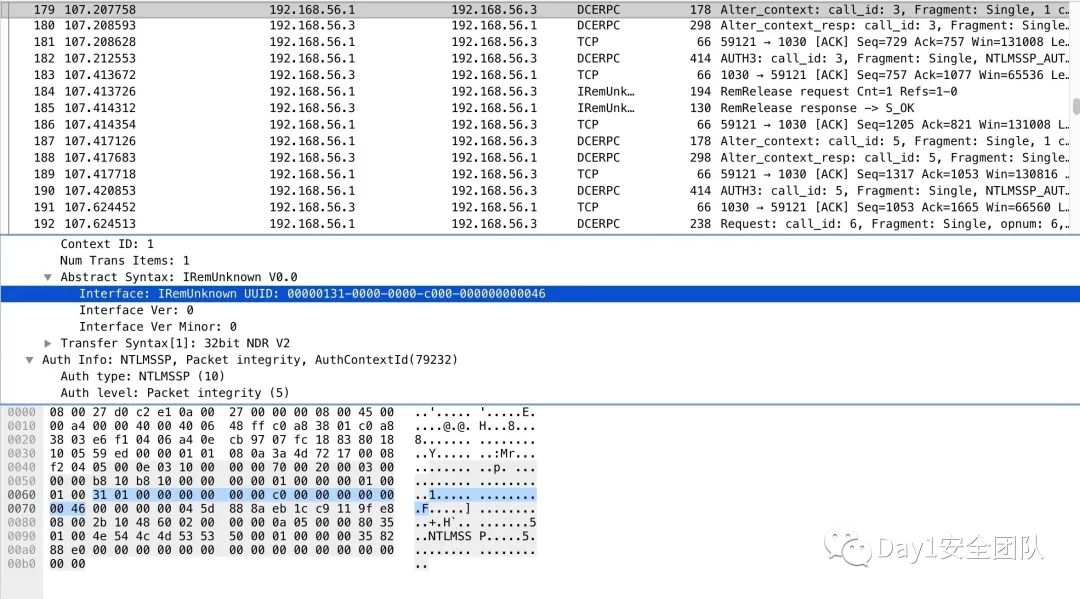 179 107.207758 192.168.56.1 192.168.56.3 DCERPC 178 Alter_context: call_id: 3, Fragment: Single, 1 c…
180 107.208593 192.168.56.3 192.168.56.1 DCERPC 298 Alter_context_resp: call_id: 3, Fragment: Single…
181 107.208628 192.168.56.1 192.168.56.3 TCP 66 59121 → 1030 [ACK] Seq=729 Ack=757 Win=131008 Le…
182 107.212553 192.168.56.1 192.168.56.3 DCERPC 414 AUTH3: call_id: 3, Fragment: Single, NTLMSSP_AUT…
183 107.413672 192.168.56.3 192.168.56.1 TCP 66 1030 → 59121 [ACK] Seq=757 Ack=1077 Win=65536 Le…
184 107.413726 192.168.56.1 192.168.56.3 IRemUnk… 194 RemRelease request Cnt=1 Refs=1-0
185 107.414312 192.168.56.3 192.168.56.1 IRemUnk… 130 RemRelease response -> S_OK
186 107.414354 192.168.56.1 192.168.56.3 TCP 66 59121 → 1030 [ACK] Seq=1205 Ack=821 Win=131008 L…
187 107.417126 192.168.56.1 192.168.56.3 DCERPC 178 Alter_context: call_id: 5, Fragment: Single, 1 c…
188 107.417683 192.168.56.3 192.168.56.1 DCERPC 298 Alter_context_resp: call_id: 5, Fragment: Single…
189 107.417718 192.168.56.1 192.168.56.3 TCP 66 59121 → 1030 [ACK] Seq=1317 Ack=1053 Win=130816 …
190 107.420853 192.168.56.1 192.168.56.3 DCERPC 414 AUTH3: call_id: 5, Fragment: Single, NTLMSSP_AUT…
191 107.624452 192.168.56.3 192.168.56.1 TCP 66 1030 → 59121 [ACK] Seq=1053 Ack=1665 Win=66560 L…
192 107.624513 192.168.56.1 192.168.56.3 DCERPC 238 Request: call_id: 6, Fragment: Single, opnum: 6,…
Context ID: 1
Num Trans Items: 1
Abstract Syntax: IRemUnknown V0.0
Interface: IRemUnknown UUID: 00000131-0000-0000-c000-000000000046
Interface Ver: 0
Interface Ver Minor: 0
Transfer Syntax[1]: 32bit NDR V2
Auth Info: NTLMSSP, Packet integrity, AuthContextId(79232)
Auth type: NTLMSSP (10)
Auth level: Packet integrity (5)
0000 08 00 27 d0 c2 e1 0a 00 27 00 00 00 08 00 45 00 ..'..... '.....E.
0010 00 a4 00 00 40 00 40 06 48 ff c0 a8 38 01 c0 a8 ....@.@. H...8...
0020 38 03 e6 f1 04 06 a4 0e cb 97 07 fc 18 83 80 18 8....... ........
0030 10 05 59 ed 00 00 01 01 08 0a 3a 4d 72 17 00 08 ..Y..... ..:Mr...
0040 f2 04 05 00 0e 03 10 00 00 00 70 00 20 00 03 00 ........ ..p. ...
0050 00 00 b8 10 b8 10 00 00 00 00 01 00 00 00 01 00 ........ ........
0060 01 00 31 01 00 00 00 00 00 00 c0 00 00 00 00 00 ..1..... ........
0070 00 46 00 00 00 00 04 5d 88 8a eb 1c c9 11 9f e8 .F.....] ........
0080 08 00 2b 10 48 60 02 00 00 00 0a 05 00 00 80 35 ..+.H`.. .......5
0090 01 00 4e 54 4c 4d 53 53 50 00 01 00 00 00 35 82 ..NTLMSS P.....5.
00a0 88 e0 00 00 00 00 00 00 00 00 00 00 00 00 00 00 ........ ........
00b0 00 00 ..
Day1安全团队